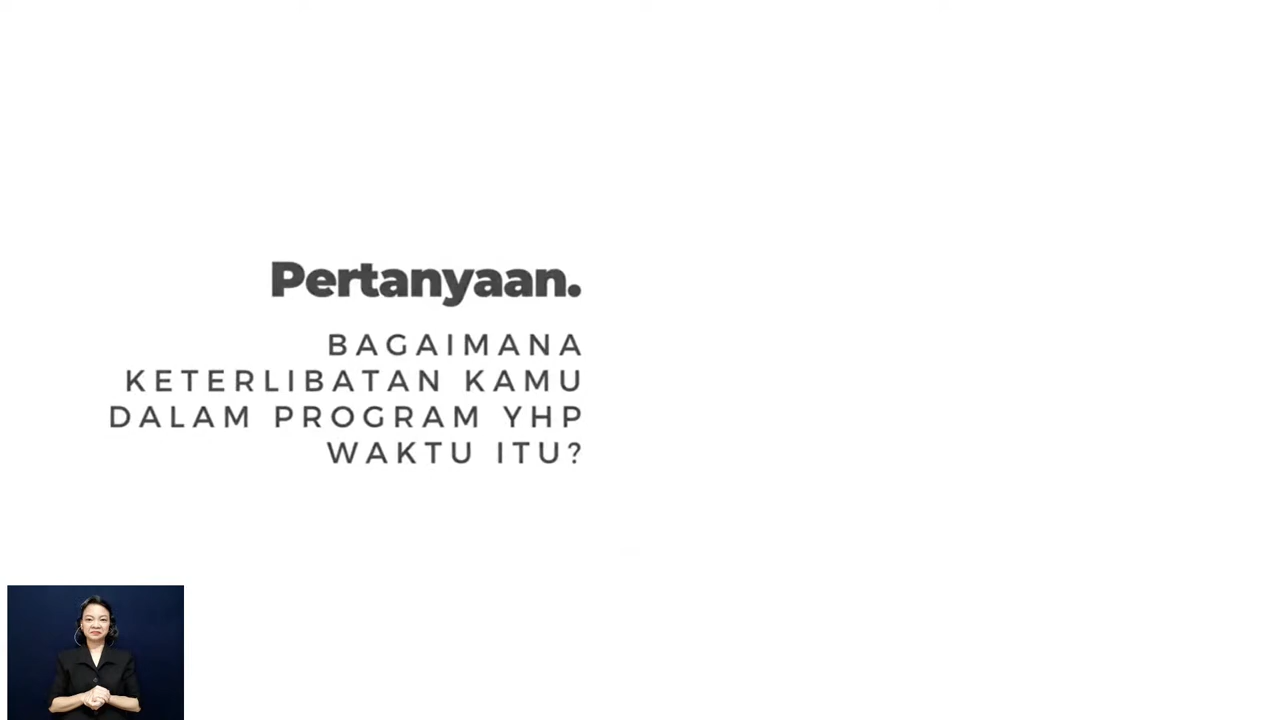 Pertanyaan.
BAGAIMANA
KETERLIBATAN KAMU
DALAM PROGRAM YHP
WAKTU ITU?